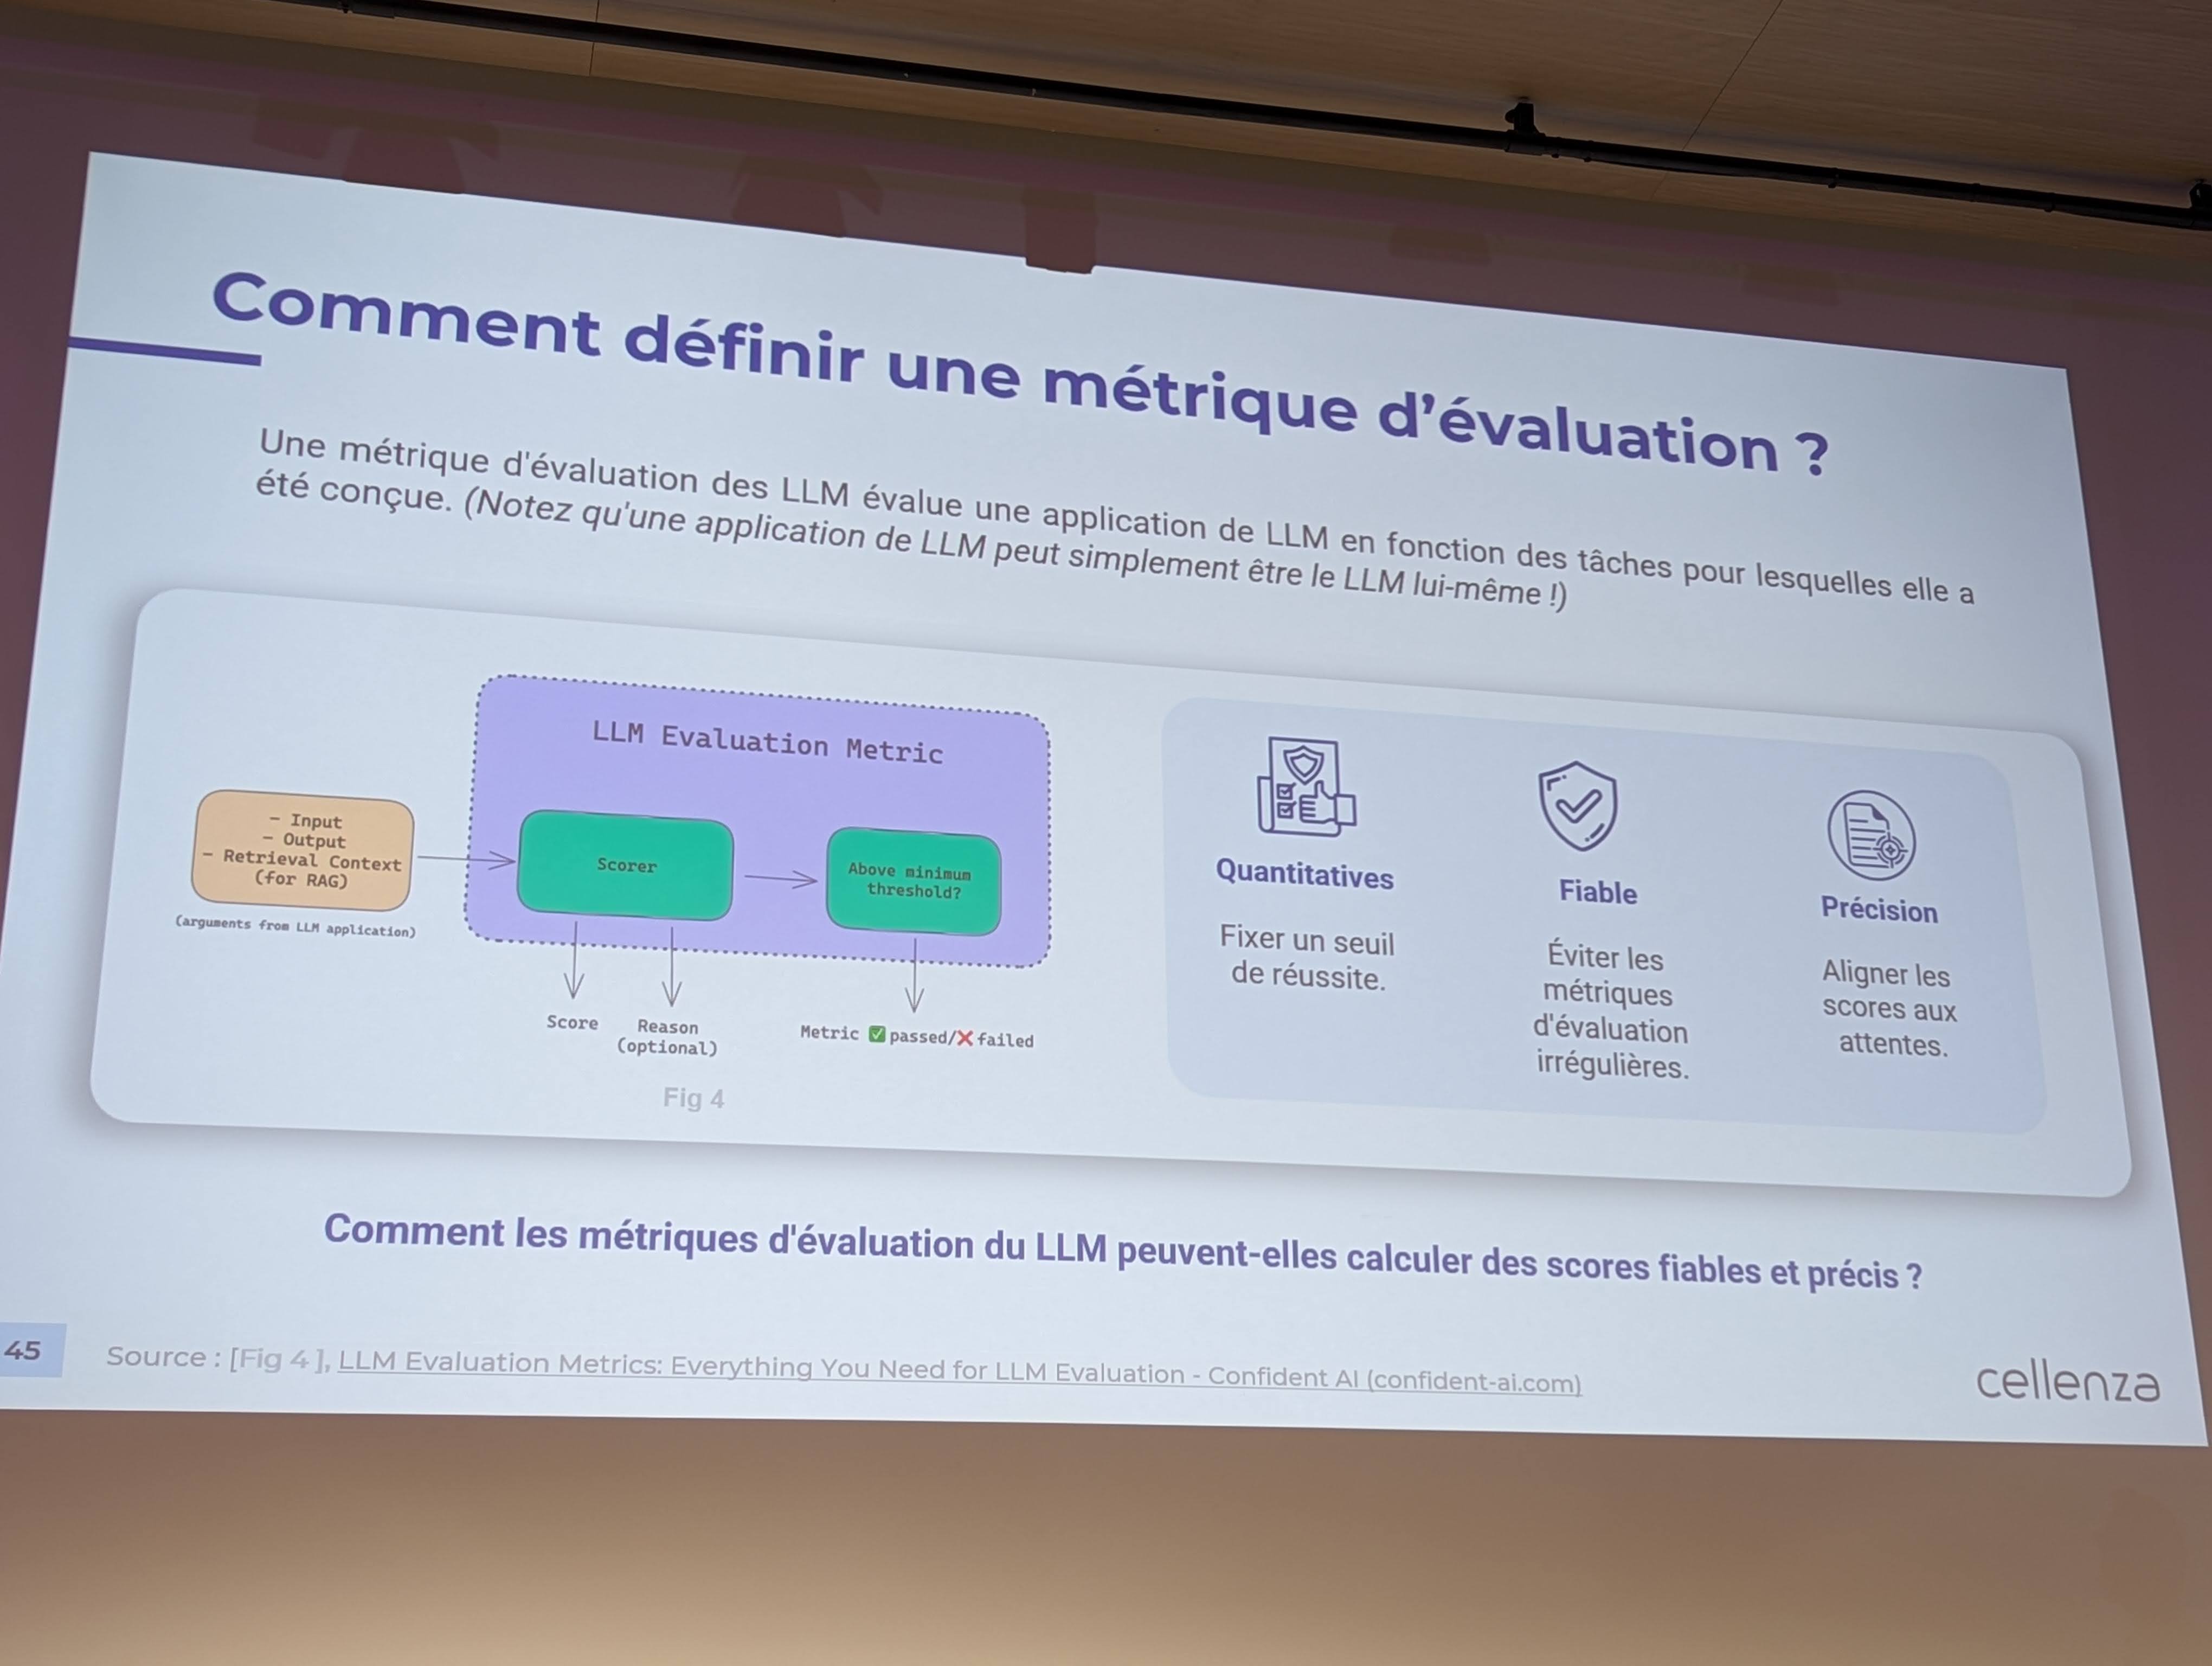 Comment définir une métrique d'évaluation ?
Une métrique d'évaluation des LLM évalue une application de LLM en fonction des tâches pour lesquelles elle a
été conçue. (Notez qu'une application de LLM peut simplement être le LLM lui-même !)
LLM Evaluation Metric
– Input
– Output
– Retrieval Context
(for RAG)
(arguments from LLM application)
Scorer
Above minimum
threshold?
Score
Reason
(optional)
Metric ✅ passed/❌ failed
Fig 4
Quantitatives
Fixer un seuil
de réussite.
Fiable
Éviter les
métriques
d'évaluation
irrégulières.
Précision
Aligner les
scores aux
attentes.
Comment les métriques d'évaluation du LLM peuvent-elles calculer des scores fiables et précis ?
45
Source : [Fig 4 ], LLM Evaluation Metrics: Everything You Need for LLM Evaluation - Confident AI (confident-ai.com)
cellenza